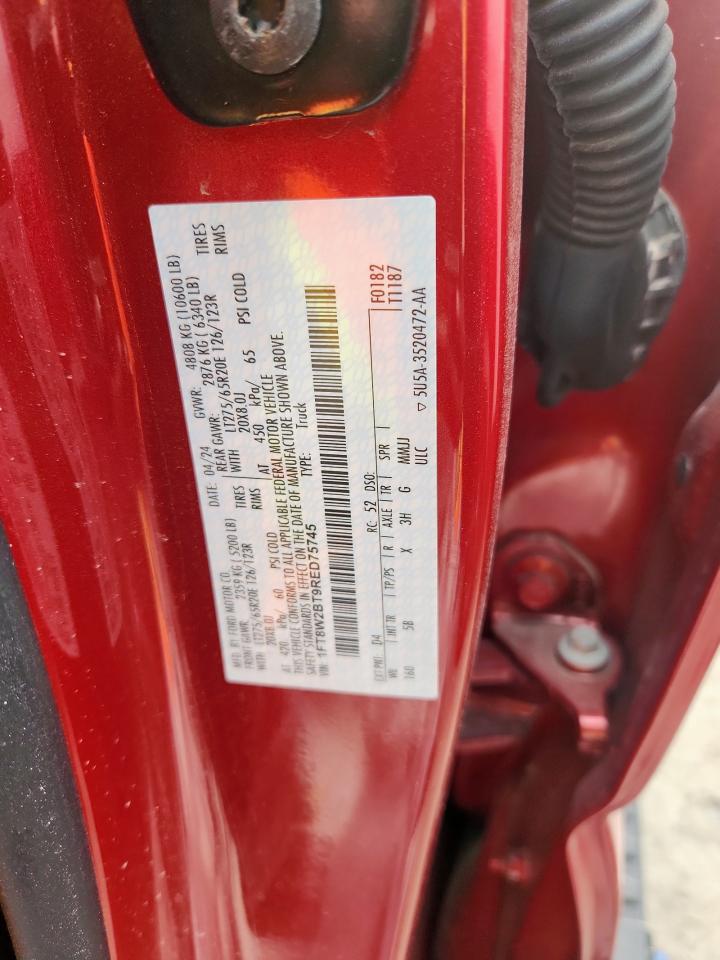 MFD. BY FORD MOTOR CO. DATE: 04/24 GVWR: 4808 KG (10600 LB)
FRONT GAWR: 2359 KG (5200 LB) REAR GAWR: 2876 KG (6340 LB)
WITH LT275/65R20E 126/123R TIRES WITH LT275/65R20E 126/123R TIRES
20X8.0J RIMS 20X8.0J RIMS
AT 420 kPa/ 60 PSI COLD AT 450 kPa/ 65 PSI COLD
THIS VEHICLE CONFORMS TO ALL APPLICABLE FEDERAL MOTOR VEHICLE
SAFETY STANDARDS IN EFFECT ON THE DATE OF MANUFACTURE SHOWN ABOVE.
VIN: 1FT8W2BT9RED75745 TYPE: Truck
F0182
T1187
EXT PNT: D4 RC: 52 DSO:
WB INT TR TP/PS R AXLE TR SPR
160 5B X 3H G MMJJ
ULC ▽ 5U5A-3520472-AA